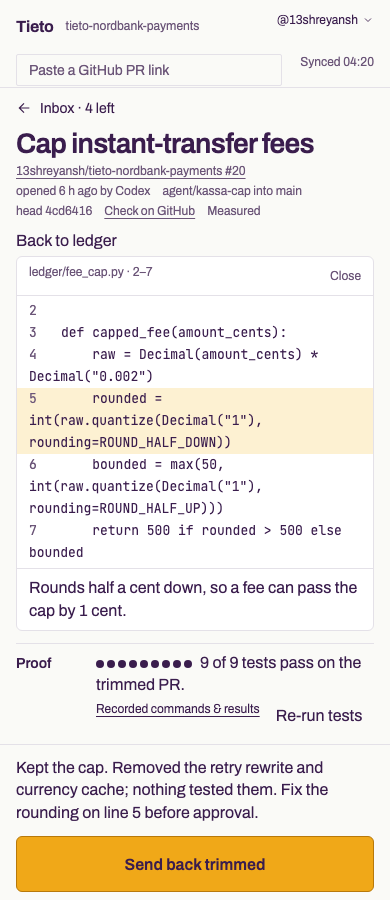 Tieto tieto-nordbank-payments @13shreyansh
Paste a GitHub PR link Synced 04:20
← Inbox · 4 left
Cap instant-transfer fees
13shreyansh/tieto-nordbank-payments #20
opened 6 h ago by Codex agent/kassa-cap into main
head 4cd6416 Check on GitHub Measured
Back to ledger
ledger/fee_cap.py · 2–7 Close
2
3 def capped_fee(amount_cents):
4 raw = Decimal(amount_cents) *
Decimal("0.002")
5 rounded =
int(raw.quantize(Decimal("1"),
rounding=ROUND_HALF_DOWN))
6 bounded = max(50,
int(raw.quantize(Decimal("1"),
rounding=ROUND_HALF_UP)))
7 return 500 if rounded > 500 else
bounded
Rounds half a cent down, so a fee can pass the
cap by 1 cent.
Proof 9 of 9 tests pass on the
trimmed PR.
Recorded commands & results Re-run tests
Kept the cap. Removed the retry rewrite and
currency cache; nothing tested them. Fix the
rounding on line 5 before approval.
Send back trimmed